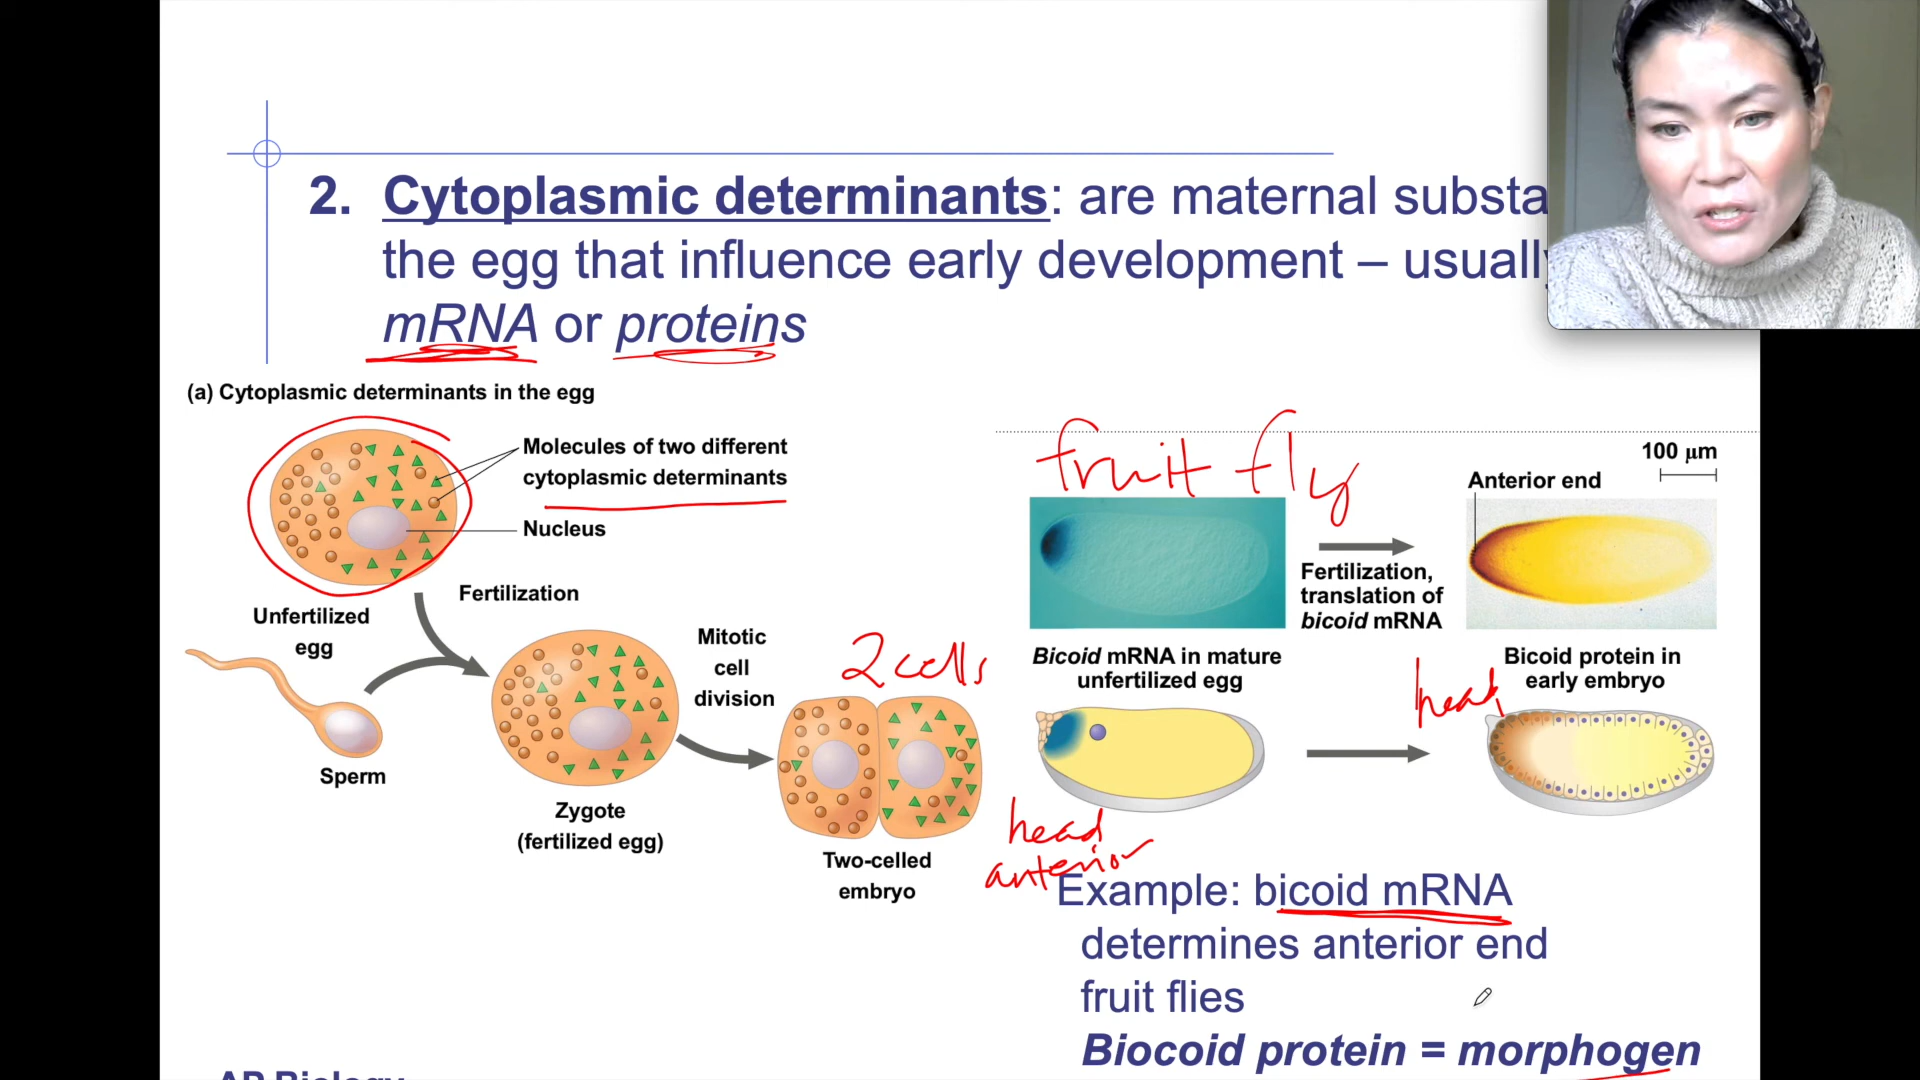 2. Cytoplasmic determinants: are maternal substa
the egg that influence early development – usually
mRNA or proteins
(a) Cytoplasmic determinants in the egg
Molecules of two different
cytoplasmic determinants
Nucleus
Fertilization
Unfertilized
egg
Sperm
Zygote
(fertilized egg)
Mitotic
cell
division
2 cells
Two-celled
embryo
fruit fly
100 µm
Anterior end
Fertilization,
translation of
bicoid mRNA
Bicoid mRNA in mature
unfertilized egg
Bicoid protein in
early embryo
head
head
anterior
Example: bicoid mRNA
determines anterior end
fruit flies
Biocoid protein = morphogen
AP Biology